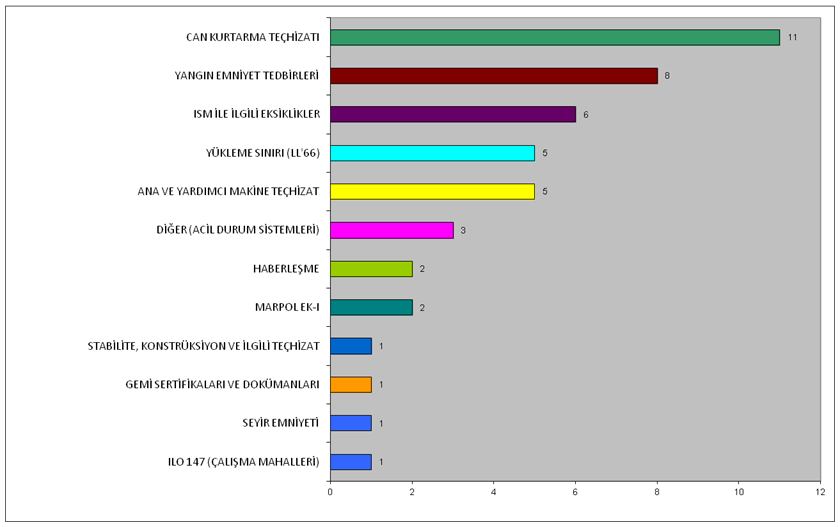 CAN KURTARMA TEÇHİZATI 11
YANGIN EMNİYET TEDBİRLERİ 8
ISM İLE İLGİLİ EKSİKLİKLER 6
YÜKLEME SINIRI (LL'66) 5
ANA VE YARDIMCI MAKİNE TEÇHİZAT 5
DİĞER (ACİL DURUM SİSTEMLERİ) 3
HABERLEŞME 2
MARPOL EK-I 2
STABİLİTE, KONSTRÜKSİYON VE İLGİLİ TEÇHİZAT 1
GEMİ SERTİFİKALARI VE DOKÜMANLARI 1
SEYİR EMNİYETİ 1
ILO 147 (ÇALIŞMA MAHALLERİ) 1
0 2 4 6 8 10 12